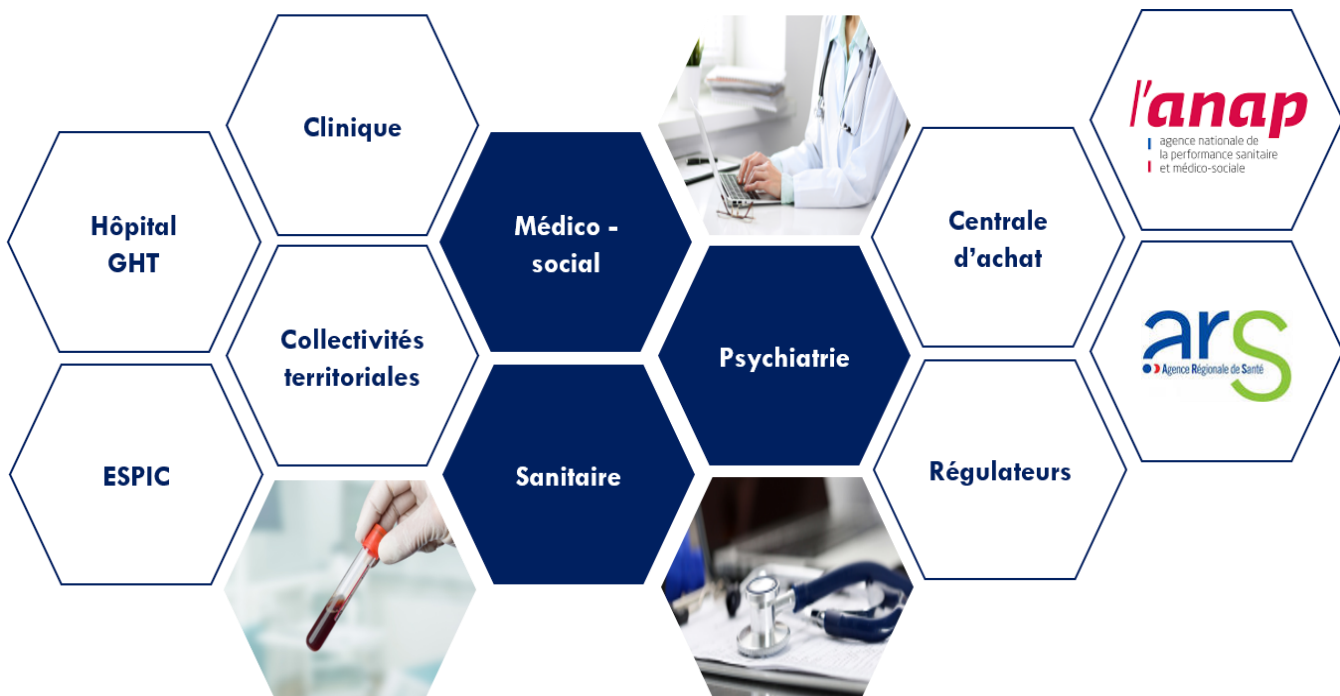 Clinique
Hôpital
GHT
Collectivités
territoriales
ESPIC
Médico -
social
Sanitaire
Psychiatrie
Centrale
d’achat
Régulateurs
l'anap
agence nationale de
la performance sanitaire
et médico-sociale
ars
Agence Régionale de Santé